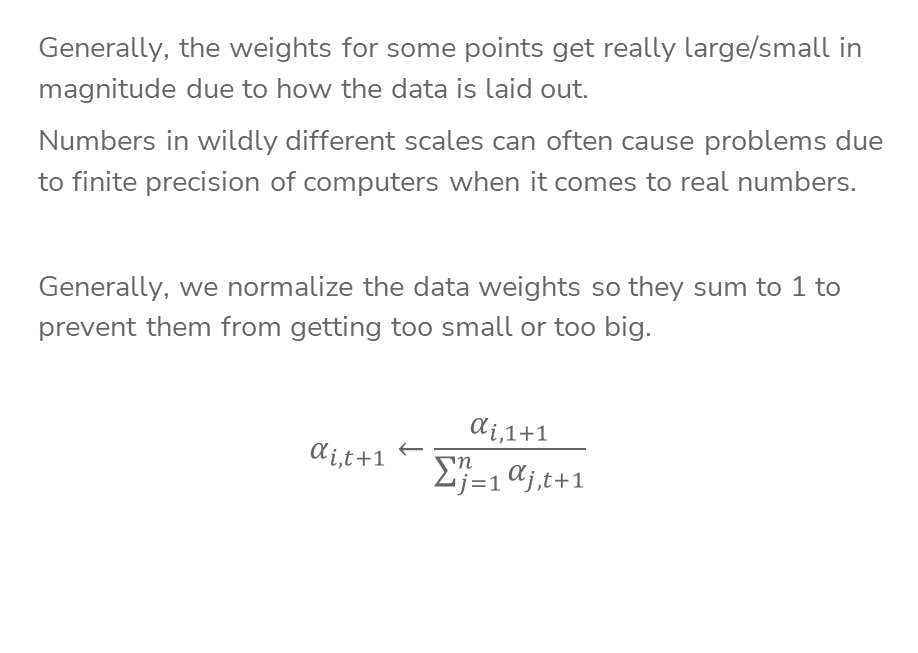 Generally, the weights for some points get really large/small in
magnitude due to how the data is laid out.
Numbers in wildly different scales can often cause problems due
to finite precision of computers when it comes to real numbers.
Generally, we normalize the data weights so they sum to 1 to
prevent them from getting too small or too big.
α_{i,t+1} ← \frac{α_{i,1+1}}{∑_{j=1}^{n} α_{j,t+1}}